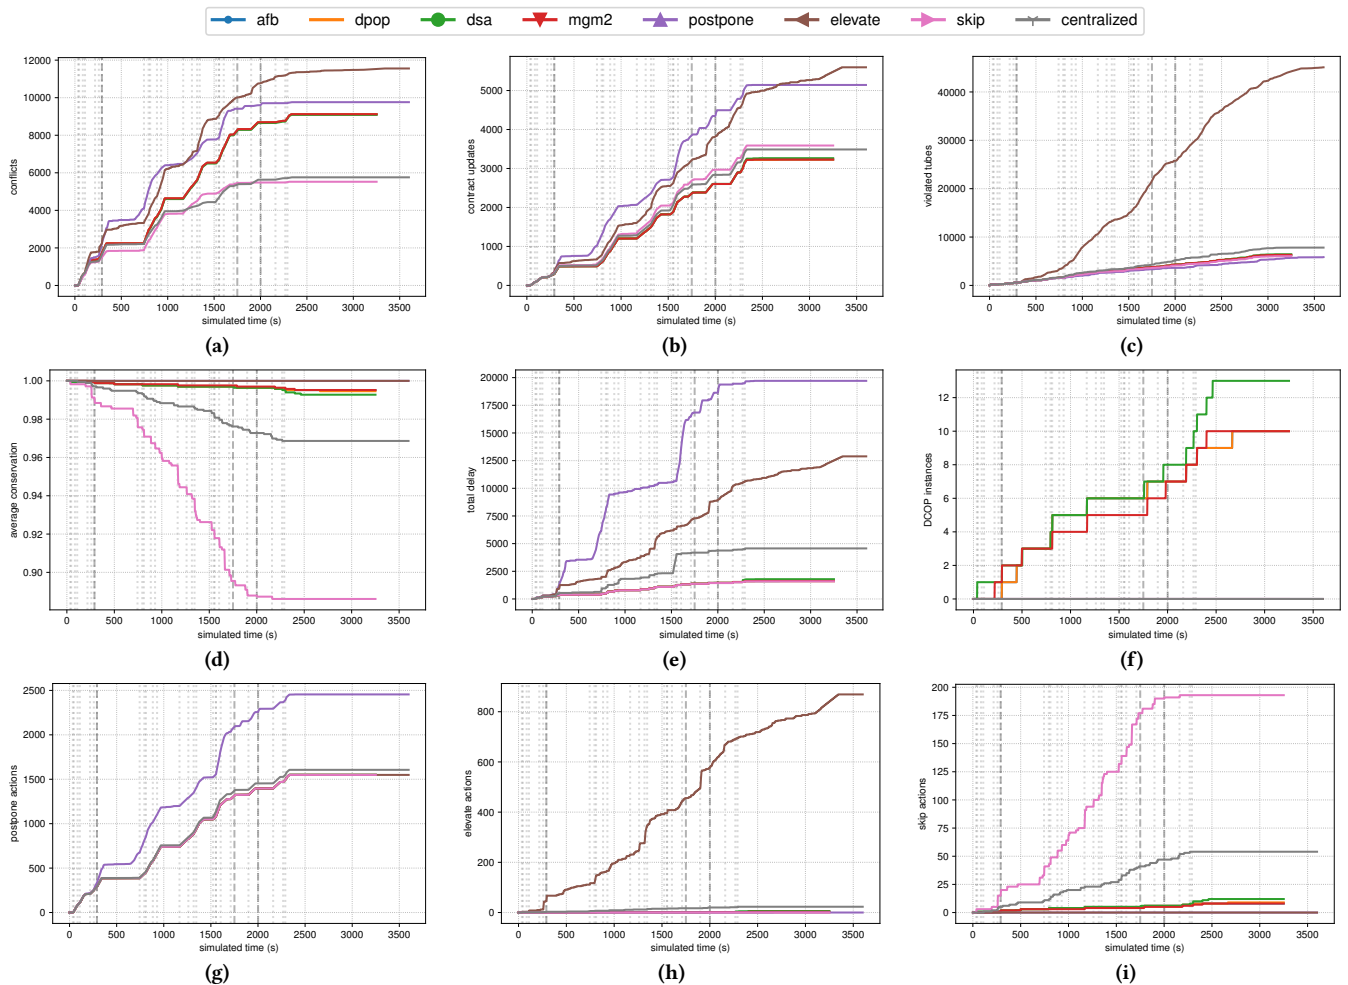 afb dpop dsa mgm2 postpone elevate skip centralized
12000
10000
8000
6000
4000
2000
0
conflicts
0 500 1000 1500 2000 2500 3000 3500
simulated time (s)
(a)
5000
4000
3000
2000
1000
0
contract updates
0 500 1000 1500 2000 2500 3000 3500
simulated time (s)
(b)
40000
30000
20000
10000
0
violated tubes
0 500 1000 1500 2000 2500 3000 3500
simulated time (s)
(c)
1.00
0.98
0.96
0.94
0.92
0.90
average conservation
0 500 1000 1500 2000 2500 3000 3500
simulated time (s)
(d)
20000
17500
15000
12500
10000
7500
5000
2500
0
total delay
0 500 1000 1500 2000 2500 3000 3500
simulated time (s)
(e)
12
10
8
6
4
2
0
DCOP instances
0 500 1000 1500 2000 2500 3000 3500
simulated time (s)
(f)
2500
2000
1500
1000
500
0
postpone actions
0 500 1000 1500 2000 2500 3000 3500
simulated time (s)
(g)
800
600
400
200
0
elevate actions
0 500 1000 1500 2000 2500 3000 3500
simulated time (s)
(h)
200
175
150
125
100
75
50
25
0
skip actions
0 500 1000 1500 2000 2500 3000 3500
simulated time (s)
(i)